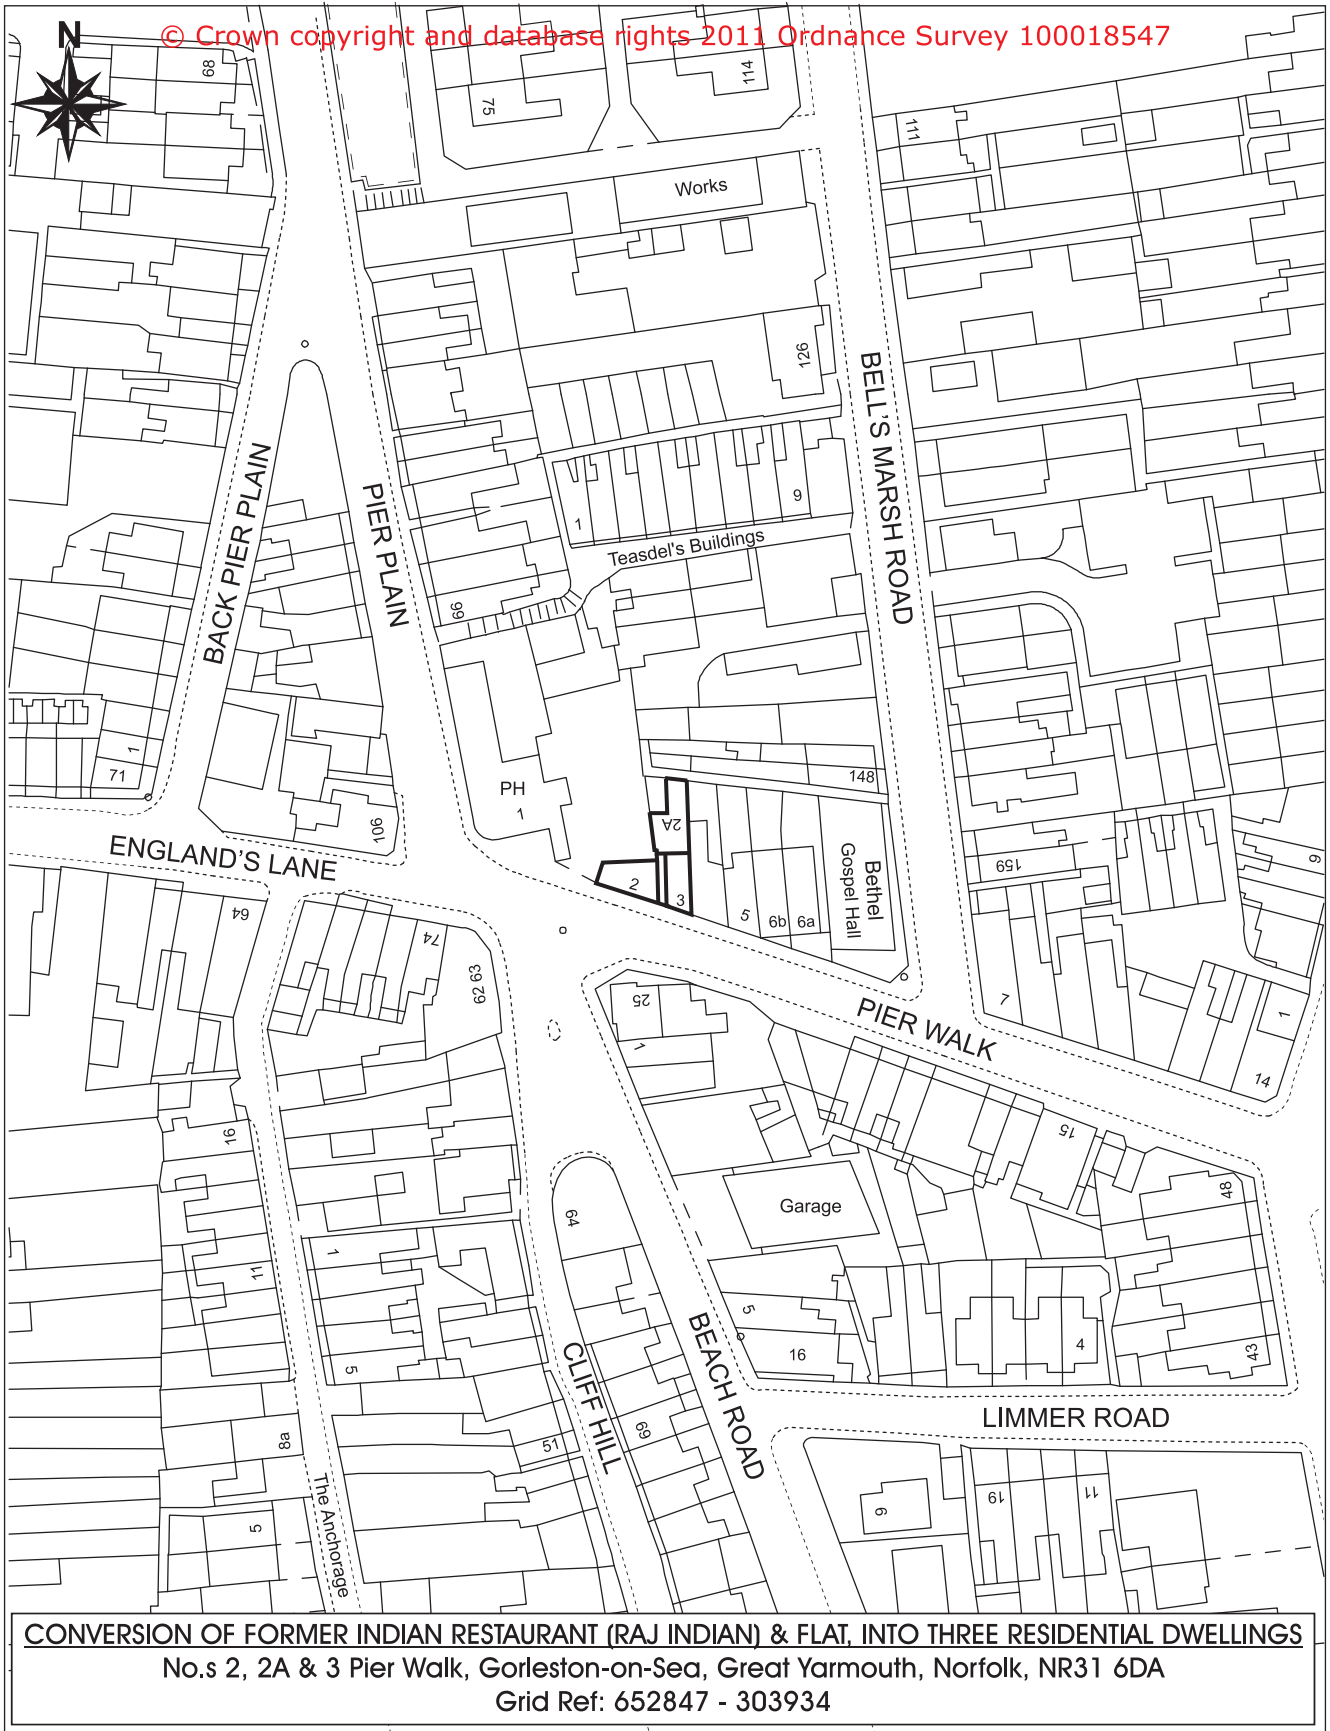 © Crown copyright and database rights 2011 Ordnance Survey 100018547
N
68
75
114
111
Works
126
BELL'S MARSH ROAD
BACK PIER PLAIN
PIER PLAIN
1
9
Teasdel's Buildings
66
1
71
PH
1
106
148
2A
2
3
5
6b
6a
Bethel
Gospel Hall
159
9
ENGLAND'S LANE
64
74
62 63
25
1
PIER WALK
7
1
14
15
16
11
1
5
64
Garage
48
5
16
4
43
CLIFF HILL
BEACH ROAD
LIMMER ROAD
8a
51
69
The Anchorage
5
9
19
11
CONVERSION OF FORMER INDIAN RESTAURANT (RAJ INDIAN) & FLAT, INTO THREE RESIDENTIAL DWELLINGS
No.s 2, 2A & 3 Pier Walk, Gorleston-on-Sea, Great Yarmouth, Norfolk, NR31 6DA
Grid Ref: 652847 - 303934